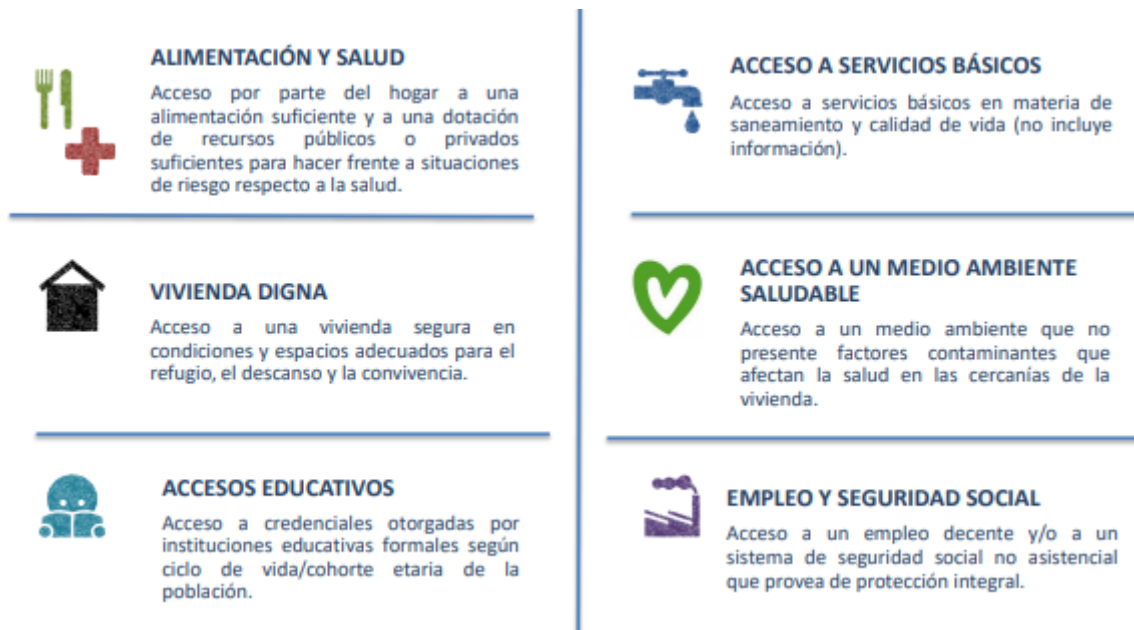 ALIMENTACIÓN Y SALUD
Acceso por parte del hogar a una
alimentación suficiente y a una dotación
de recursos públicos o privados
suficientes para hacer frente a situaciones
de riesgo respecto a la salud.
VIVIENDA DIGNA
Acceso a una vivienda segura en
condiciones y espacios adecuados para el
refugio, el descanso y la convivencia.
ACCESOS EDUCATIVOS
Acceso a credenciales otorgadas por
instituciones educativas formales según
ciclo de vida/cohorte etaria de la
población.
ACCESO A SERVICIOS BÁSICOS
Acceso a servicios básicos en materia de
saneamiento y calidad de vida (no incluye
información).
ACCESO A UN MEDIO AMBIENTE
SALUDABLE
Acceso a un medio ambiente que no
presente factores contaminantes que
afectan la salud en las cercanías de la
vivienda.
EMPLEO Y SEGURIDAD SOCIAL
Acceso a un empleo decente y/o a un
sistema de seguridad social no asistencial
que provea de protección integral.